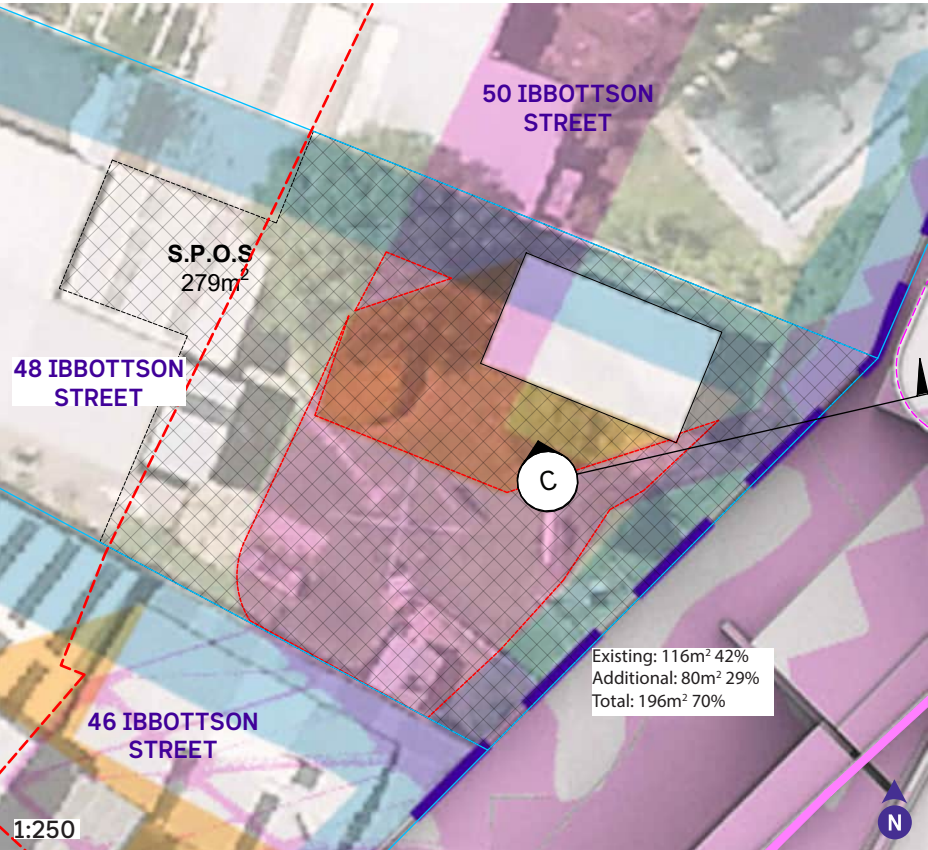 50 IBBOTTSON
STREET
S.P.O.S
279m²
48 IBBOTTSON
STREET
C
Existing: 116m² 42%
Additional: 80m² 29%
Total: 196m² 70%
46 IBBOTTSON
STREET
1:250
N